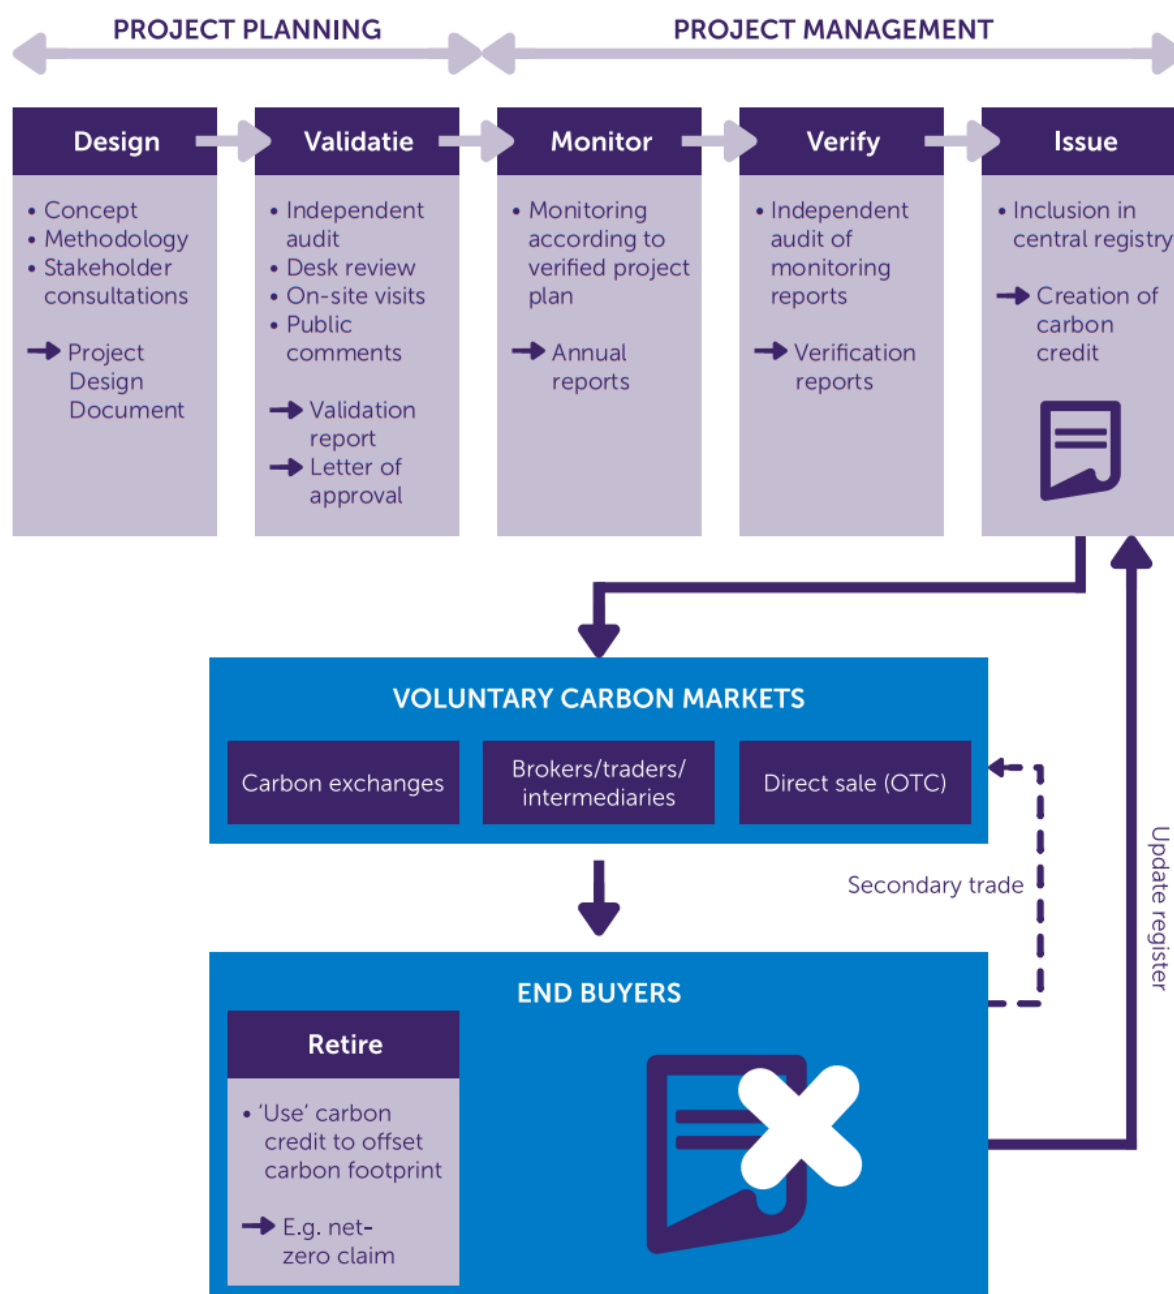 PROJECT PLANNING
PROJECT MANAGEMENT
Design
• Concept
• Methodology
• Stakeholder
consultations
Project
Design
Document
Validatie
• Independent
audit
• Desk review
• On-site visits
• Public
comments
Validation
report
Letter of
approval
Monitor
• Monitoring
according to
verified project
plan
Annual
reports
Verify
• Independent
audit of
monitoring
reports
Verification
reports
Issue
• Inclusion in
central registry
Creation of
carbon
credit
VOLUNTARY CARBON MARKETS
Carbon exchanges
Brokers/traders/
intermediaries
Direct sale (OTC)
Secondary trade
Update register
END BUYERS
Retire
• ‘Use’ carbon
credit to offset
carbon footprint
E.g. net-
zero claim